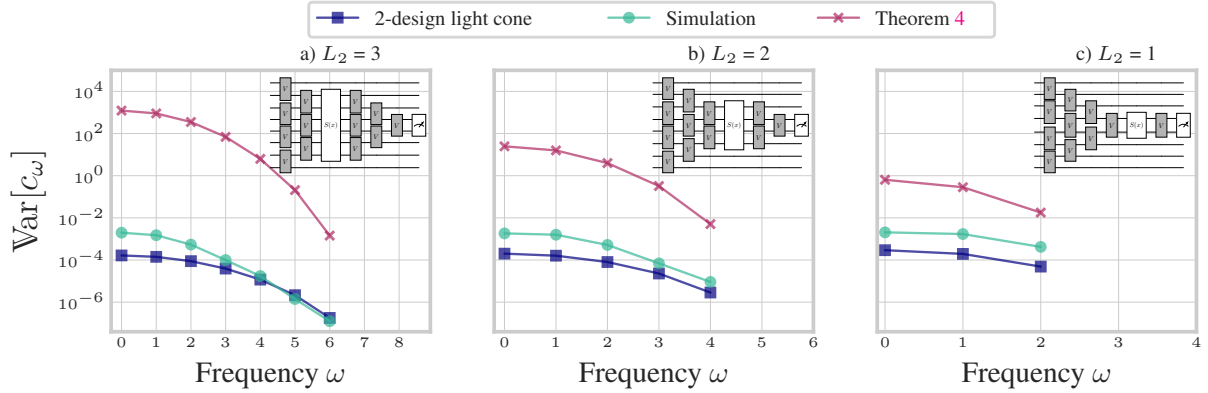 2-design light cone Simulation Theorem 4
a) L₂ = 3 b) L₂ = 2 c) L₂ = 1
Var[c_ω]
10⁴
10²
10⁰
10⁻²
10⁻⁴
10⁻⁶
V V V V V V V S(x) V V V V V V
V V V V V V V V V S(x) V V V
V V V V V V V V V V S(x) V
0 1 2 3 4 5 6 7 8
0 1 2 3 4 5 6
0 1 2 3 4
Frequency ω Frequency ω Frequency ω